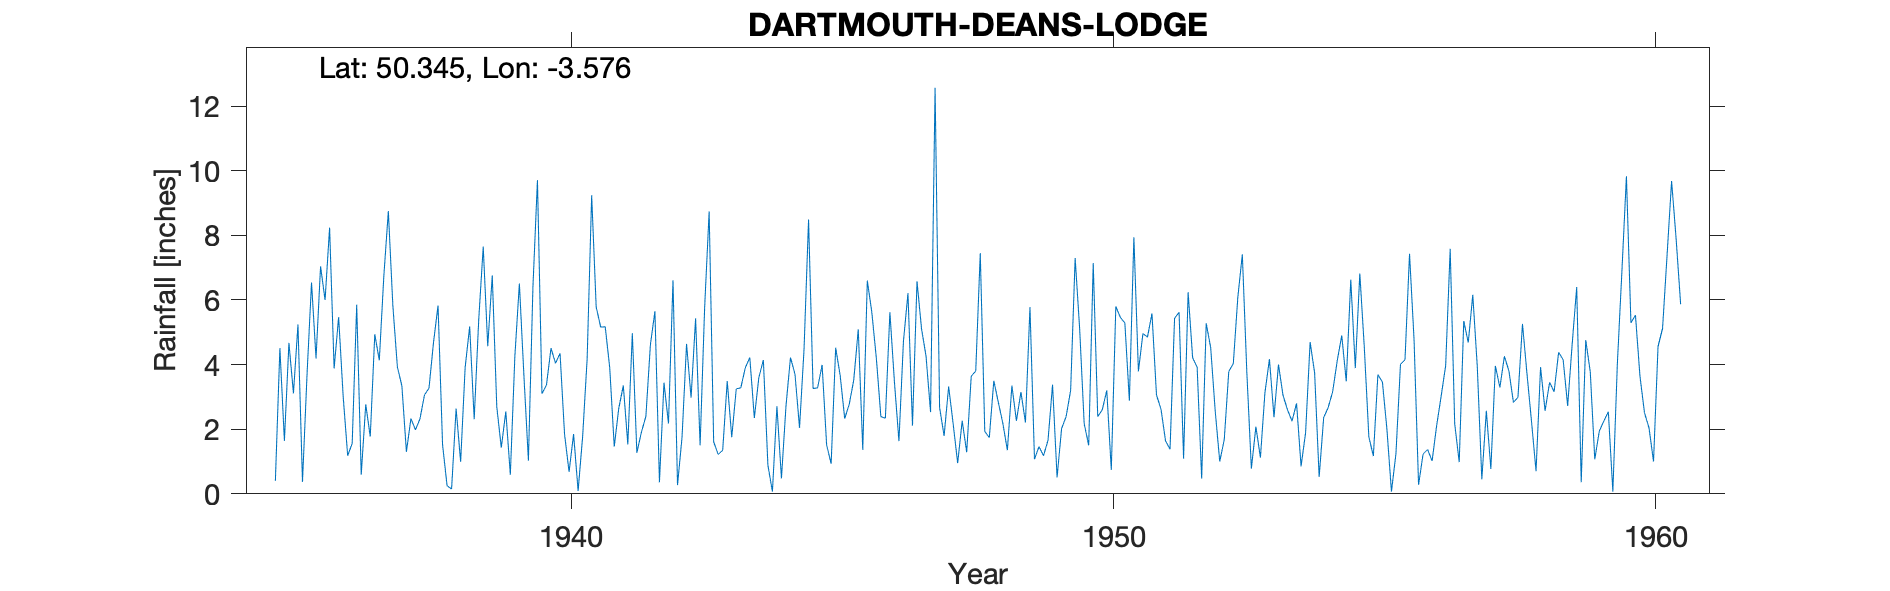 DARTMOUTH-DEANS-LODGE
Lat: 50.345, Lon: -3.576
12
10
8
6
4
2
0
Rainfall [inches]
1940
1950
1960
Year